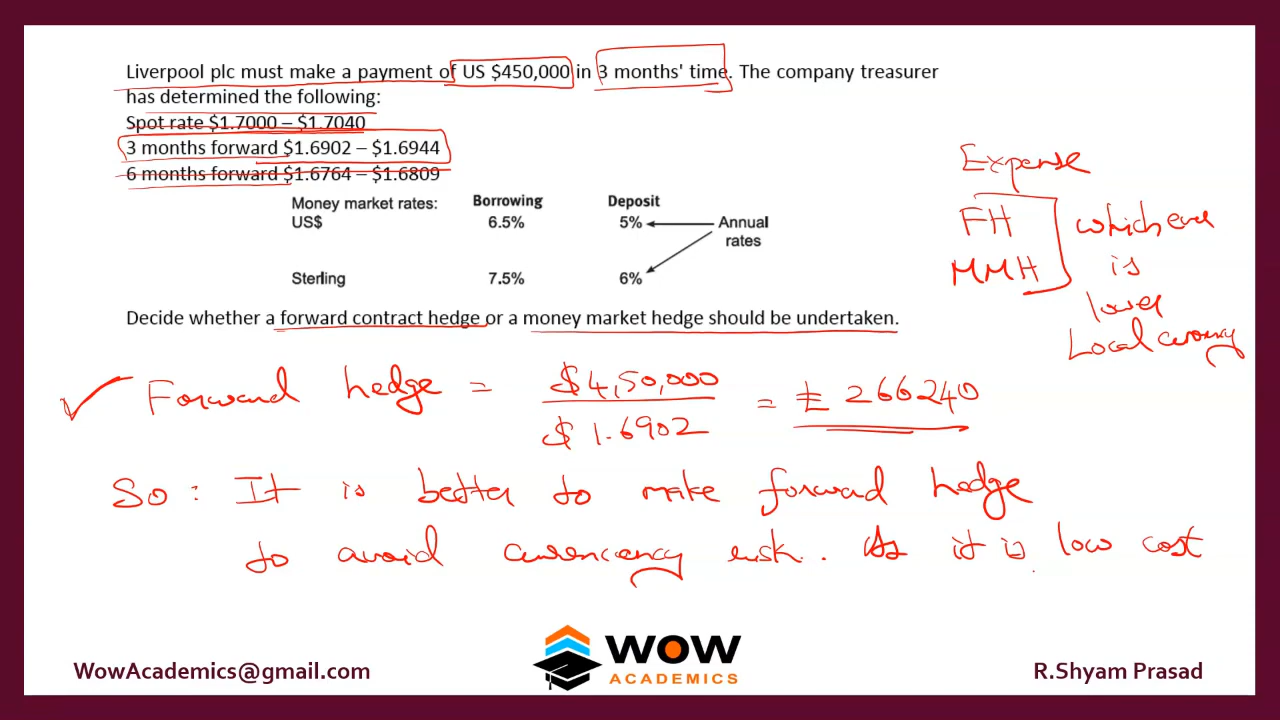 Liverpool plc must make a payment of US $450,000 in 3 months' time. The company treasurer
has determined the following:
Spot rate $1.7000 – $1.7040
3 months forward $1.6902 – $1.6944
6 months forward $1.6764 – $1.6809
Money market rates: Borrowing Deposit
US$ 6.5% 5% Annual rates
Sterling 7.5% 6%
Decide whether a forward contract hedge or a money market hedge should be undertaken.
Expense
FH
MMH
which ever
is
lower
Local currency
Forward hedge = $4,50,000 / $1.6902 = £ 266240
So : It is better to make forward hedge
to avoid currencency risk. As it is low cost
WOW
ACADEMICS
WowAcademics@gmail.com
R.Shyam Prasad